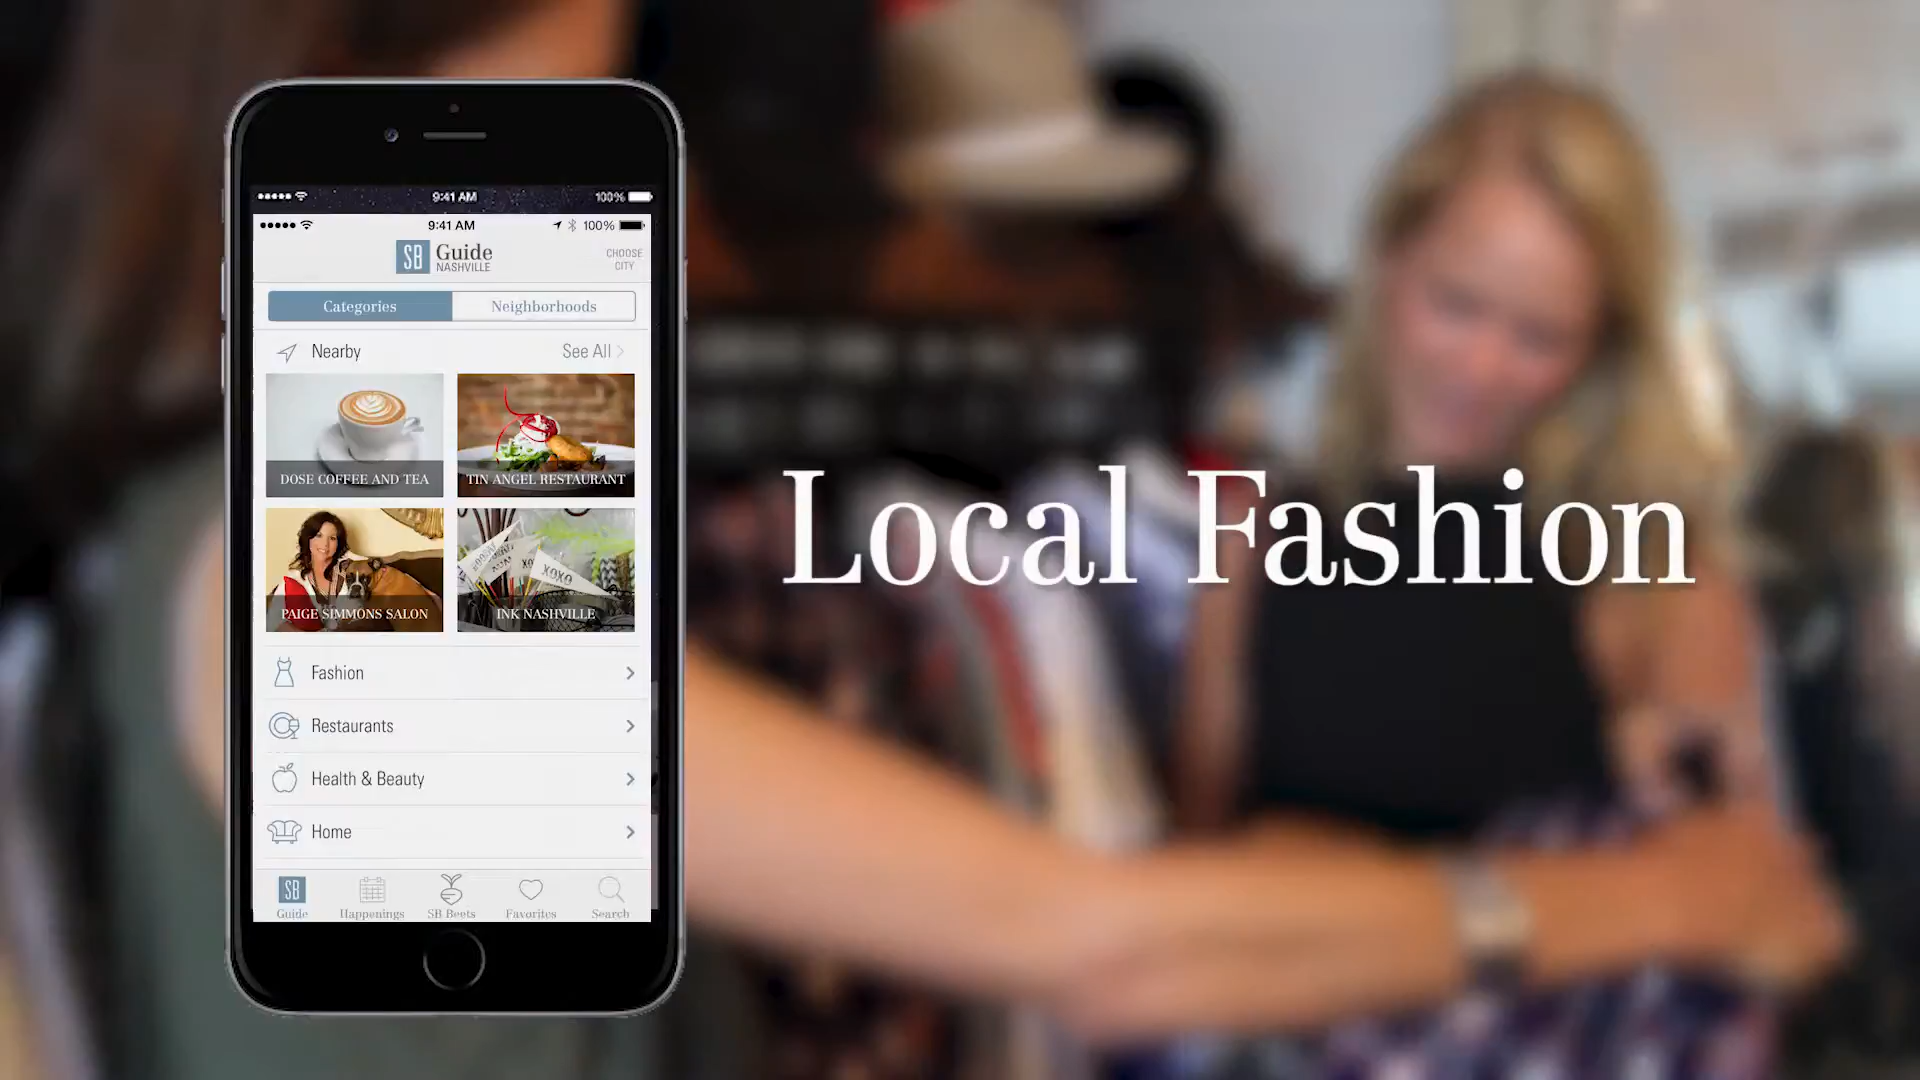 9:41 AM 100%
9:41 AM 100%
SB Guide
NASHVILLE
CHOOSE
CITY
Categories Neighborhoods
Nearby See All
DOSE COFFEE AND TEA TIN ANGEL RESTAURANT
XOXO
PAIGE SIMMONS SALON INK NASHVILLE
Local Fashion
Fashion
Restaurants
Health & Beauty
Home
SB
Guide Happenings SB Beets Favorites Search